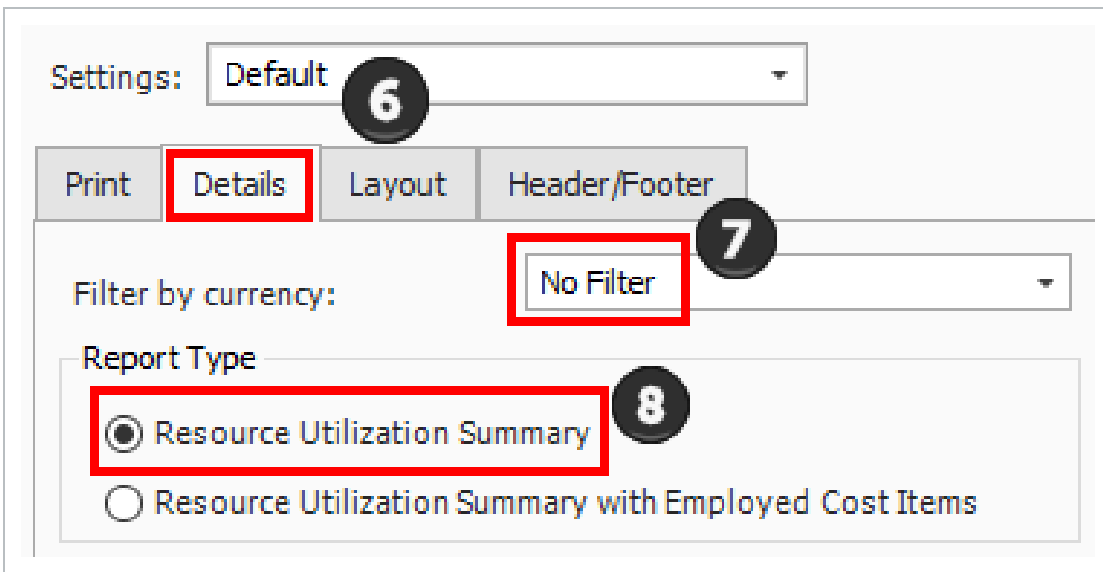 Settings: Default
6
Print Details Layout Header/Footer
7
Filter by currency: No Filter
Report Type
8
Resource Utilization Summary
Resource Utilization Summary with Employed Cost Items